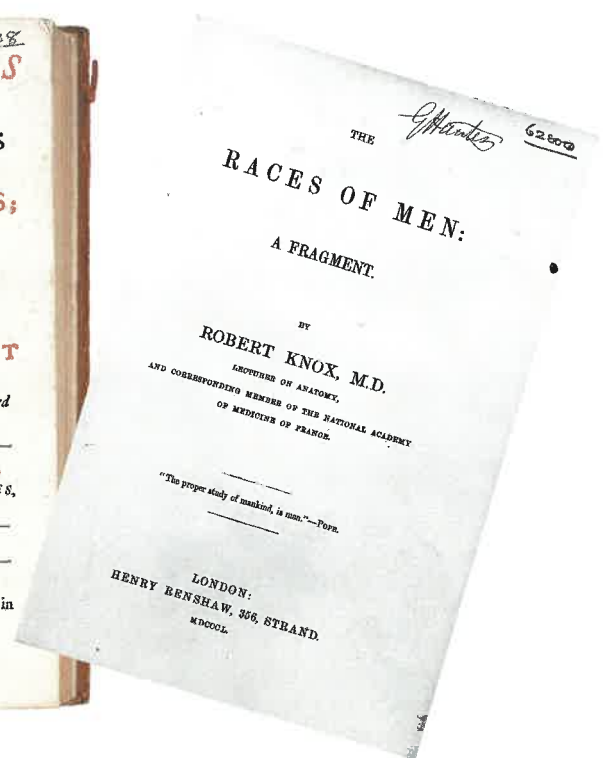 8
S
S
S;
T
d
ES,
in
THE
62800
RACES OF MEN:
A FRAGMENT.
BY
ROBERT KNOX, M.D.
LECTURER ON ANATOMY,
AND CORRESPONDING MEMBER OF THE NATIONAL ACADEMY
OF MEDICINE OF FRANCE.
"The proper study of mankind, is man."—POPE.
LONDON:
HENRY RENSHAW, 356, STRAND.
MDCCCL.